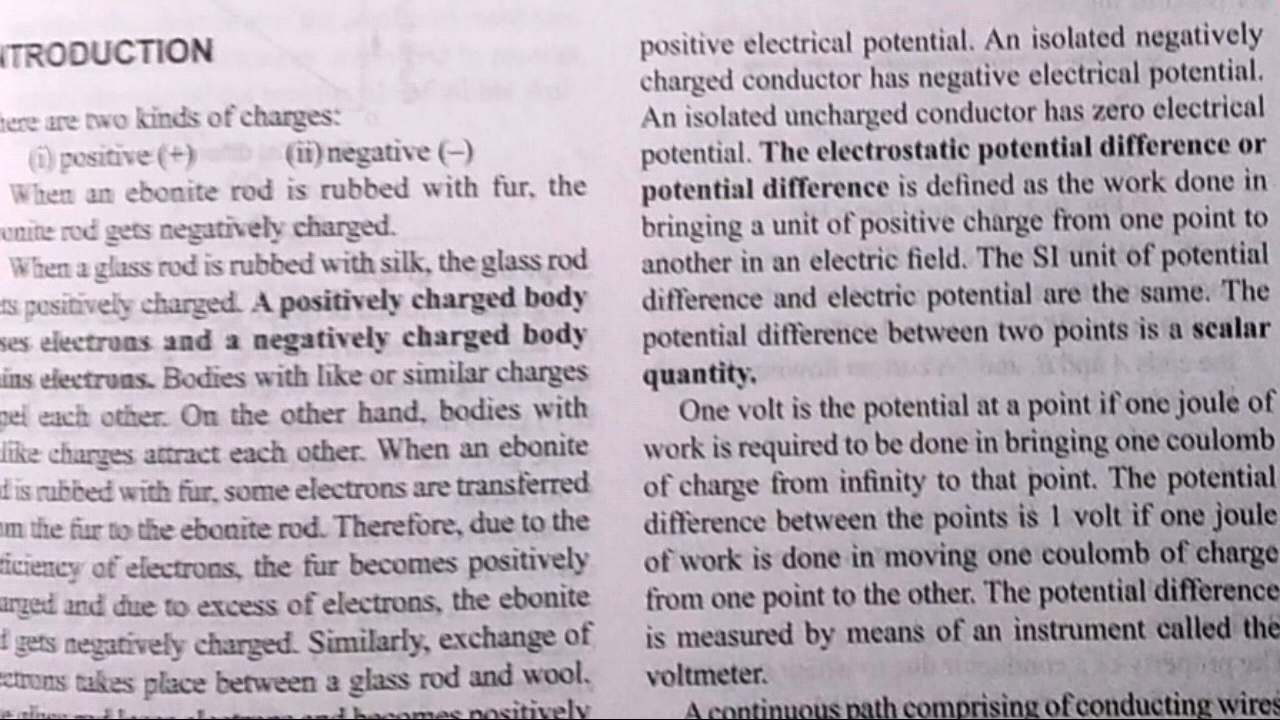 NTRODUCTION
here are two kinds of charges:
(i) positive (+) (ii) negative (–)
When an ebonite rod is rubbed with fur, the
onite rod gets negatively charged.
When a glass rod is rubbed with silk, the glass rod
ts positively charged. A positively charged body
ses electrons and a negatively charged body
ins electrons. Bodies with like or similar charges
pel each other. On the other hand, bodies with
like charges attract each other. When an ebonite
d is rubbed with fur, some electrons are transferred
om the fur to the ebonite rod. Therefore, due to the
ficiency of electrons, the fur becomes positively
arged and due to excess of electrons, the ebonite
d gets negatively charged. Similarly, exchange of
ectrons takes place between a glass rod and wool.
becomes positively
positive electrical potential. An isolated negatively
charged conductor has negative electrical potential.
An isolated uncharged conductor has zero electrical
potential. The electrostatic potential difference or
potential difference is defined as the work done in
bringing a unit of positive charge from one point to
another in an electric field. The SI unit of potential
difference and electric potential are the same. The
potential difference between two points is a scalar
quantity.
One volt is the potential at a point if one joule of
work is required to be done in bringing one coulomb
of charge from infinity to that point. The potential
difference between the points is 1 volt if one joule
of work is done in moving one coulomb of charge
from one point to the other. The potential difference
is measured by means of an instrument called the
voltmeter.
A continuous path comprising of conducting wires